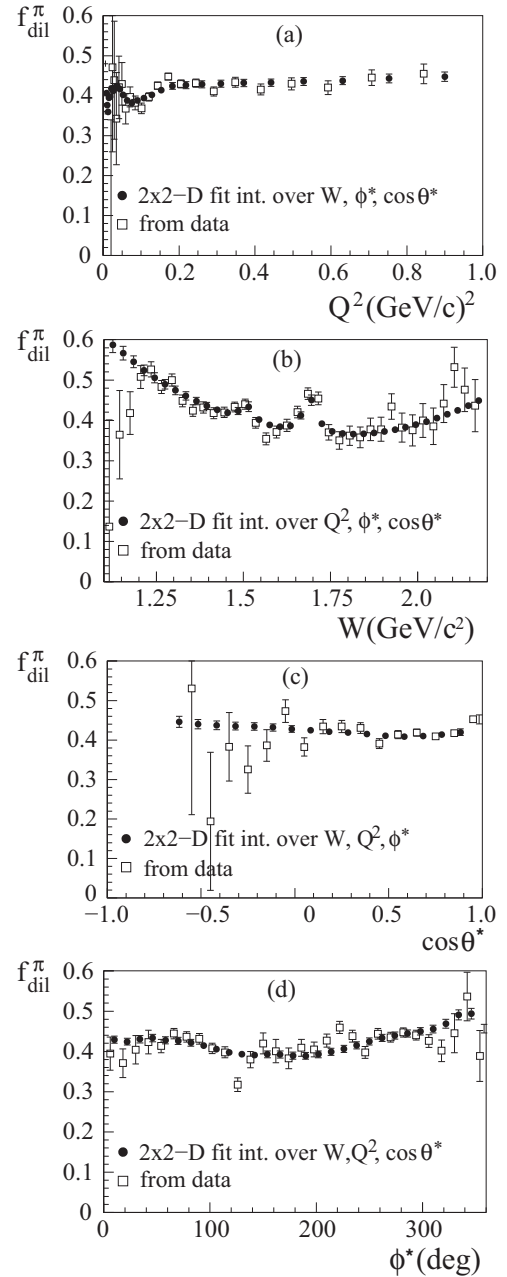 f_dil^π
0.6
0.5
0.4
0.3
0.2
0.1
0
(a)
● 2x2−D fit int. over W, ϕ*, cosθ*
□ from data
0 0.2 0.4 0.6 0.8 1.0
Q²(GeV/c)²
f_dil^π
0.6
0.5
0.4
0.3
0.2
0.1
0
(b)
● 2x2−D fit int. over Q², ϕ*, cosθ*
□ from data
1.25 1.5 1.75 2.0
W(GeV/c²)
f_dil^π
0.6
0.5
0.4
0.3
0.2
0.1
0
(c)
● 2x2−D fit int. over W, Q², ϕ*
□ from data
−1.0 −0.5 0 0.5 1.0
cosθ*
f_dil^π
0.6
0.5
0.4
0.3
0.2
0.1
0
(d)
● 2x2−D fit int. over W,Q², cosθ*
□ from data
0 100 200 300
ϕ*(deg)